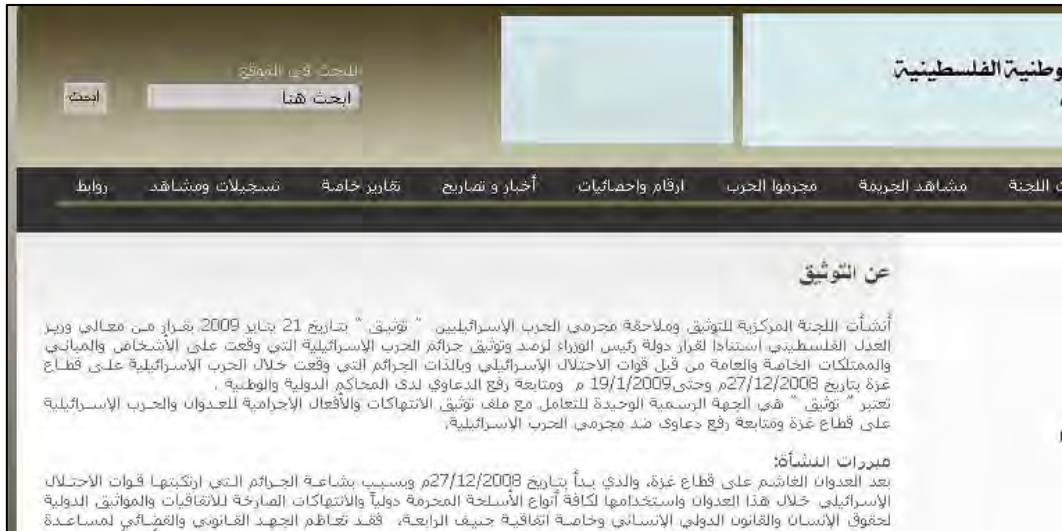 وطنية الفلسطينية
البحث في الموقع
ابحث هنا
ابحث
اللجنة مشاهد الجريمة مجرموا الحرب ارقام واحصائيات أخبار و تصاريح تقارير خاصة تسجيلات ومشاهد روابط
عن التوثيق
أنشأت اللجنة المركزية للتوثيق وملاحقة مجرمي الحرب الإسرائيليين " توثيق " بتاريخ 21 يناير 2009 بقرار من معالي وزير
العدل الفلسطيني استنادا لقرار دولة رئيس الوزراء لرصد وتوثيق جرائم الحرب الإسرائيلية التي وقعت على الأشخاص والمباني
والممتلكات الخاصة والعامة من قبل قوات الاحتلال الإسرائيلي وبالذات الجرائم التي وقعت خلال الحرب الاسرائيلية على قطاع
غزة بتاريخ 27/12/2008م وحتى19/1/2009 م ومتابعة رفع الدعاوي لدى المحاكم الدولية والوطنية .
تعتبر " توثيق " هي الجهة الرسمية الوحيدة للتعامل مع ملف توثيق الانتهاكات والأفعال الإجرامية للعدوان والحرب الإسرائيلية
على قطاع غزة ومتابعة رفع دعاوى ضد مجرمي الحرب الإسرائيلية.
مبررات النشأة:
بعد العدوان الغاشم على قطاع غزة، والذي بدأ بتاريخ 27/12/2008م وبسبب بشاعة الجرائم التي ارتكبتها قوات الاحتلال
الإسرائيلي خلال هذا العدوان واستخدامها لكافة أنواع الأسلحة المحرمة دولياً والانتهاكات الصارخة للاتفاقيات والمواثيق الدولية
لحقوق الإنسان والقانون الدولي الإنساني وخاصة اتفاقية جنيف الرابعة، فقد تعاظم الجهد القانوني والقضائي لمساعدة